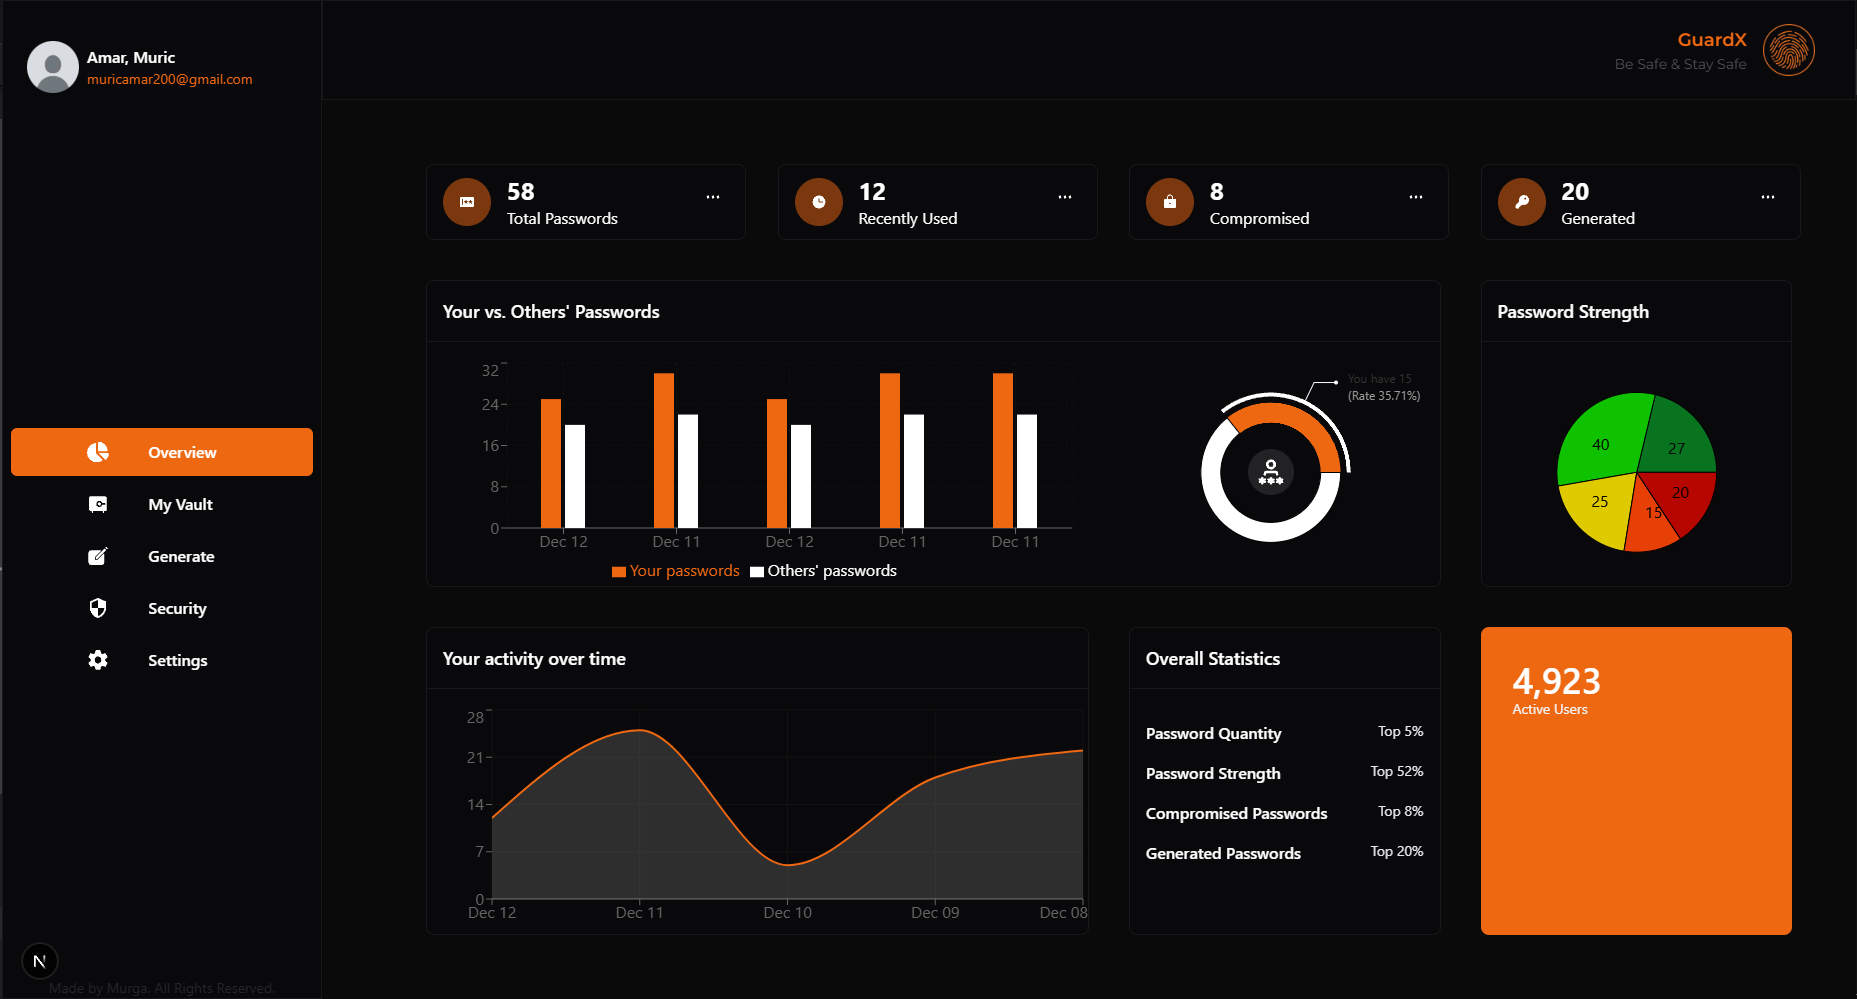 Amar, Muric
muricamar200@gmail.com
GuardX
Be Safe & Stay Safe
58
Total Passwords
12
Recently Used
8
Compromised
20
Generated
Overview
My Vault
Generate
Security
Settings
Your vs. Others' Passwords
32
24
16
8
0
Dec 12
Dec 11
Dec 12
Dec 11
Dec 11
Your passwords
Others' passwords
You have 15
(Rate 35.71%)
Password Strength
40
27
25
15
20
Your activity over time
28
21
14
7
0
Dec 12
Dec 11
Dec 10
Dec 09
Dec 08
Overall Statistics
Password Quantity Top 5%
Password Strength Top 52%
Compromised Passwords Top 8%
Generated Passwords Top 20%
4,923
Active Users
N
Made by Murga. All Rights Reserved.